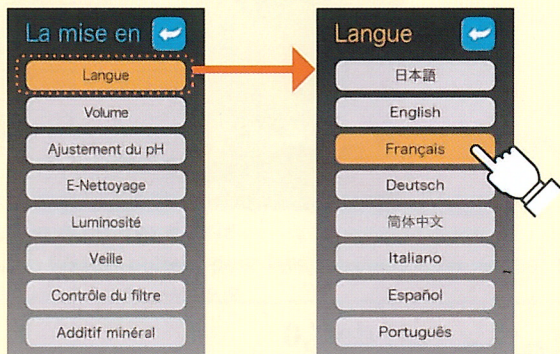 La mise en
Langue
Volume
Ajustement du pH
E-Nettoyage
Luminosité
Veille
Contrôle du filtre
Additif minéral
Langue
日本語
English
Français
Deutsch
简体中文
Italiano
Español
Português